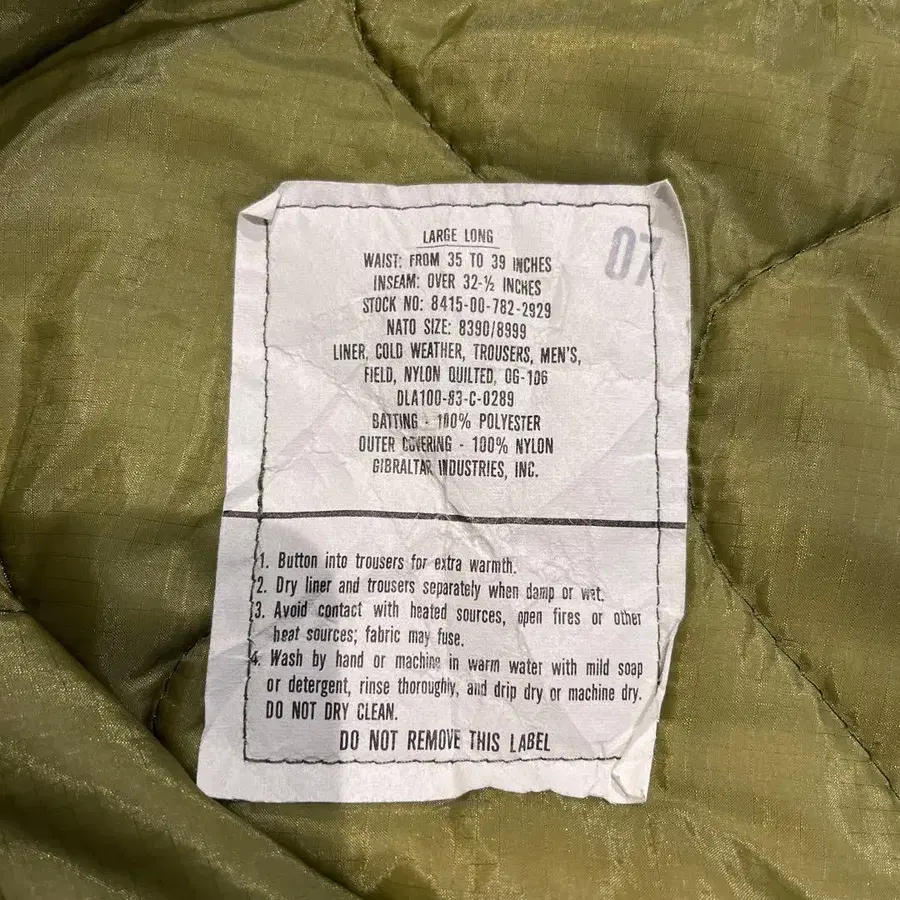 LARGE LONG
07
WAIST: FROM 35 TO 39 INCHES
INSEAM: OVER 32-½ INCHES
STOCK NO: 8415-00-782-2929
NATO SIZE: 8390/8999
LINER, COLD WEATHER, TROUSERS, MEN'S,
FIELD, NYLON QUILTED, OG-106
DLA100-83-C-0289
BATTING - 100% POLYESTER
OUTER COVERING - 100% NYLON
GIBRALTAR INDUSTRIES, INC.
1. Button into trousers for extra warmth.
2. Dry liner and trousers separately when damp or wet.
3. Avoid contact with heated sources, open fires or other
heat sources; fabric may fuse.
4. Wash by hand or machine in warm water with mild soap
or detergent, rinse thoroughly, and drip dry or machine dry.
DO NOT DRY CLEAN.
DO NOT REMOVE THIS LABEL